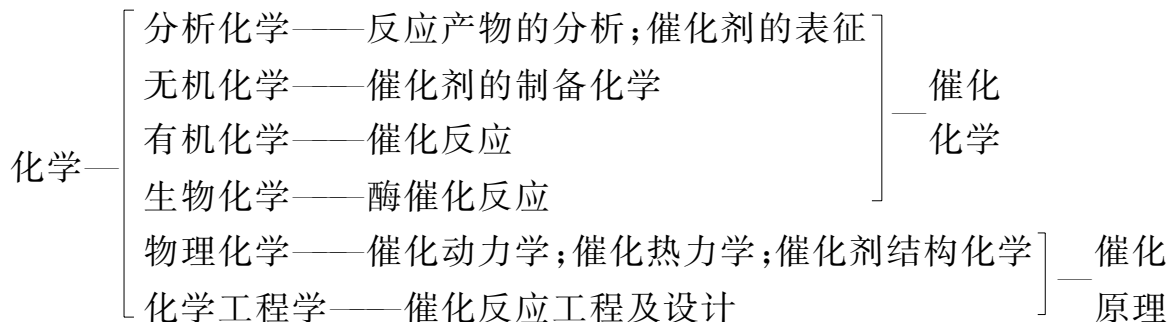 分析化学——反应产物的分析;催化剂的表征
无机化学——催化剂的制备化学
催化
有机化学——催化反应
化学
化学—
生物化学——酶催化反应
物理化学——催化动力学;催化热力学;催化剂结构化学
催化
化学工程学——催化反应工程及设计
原理